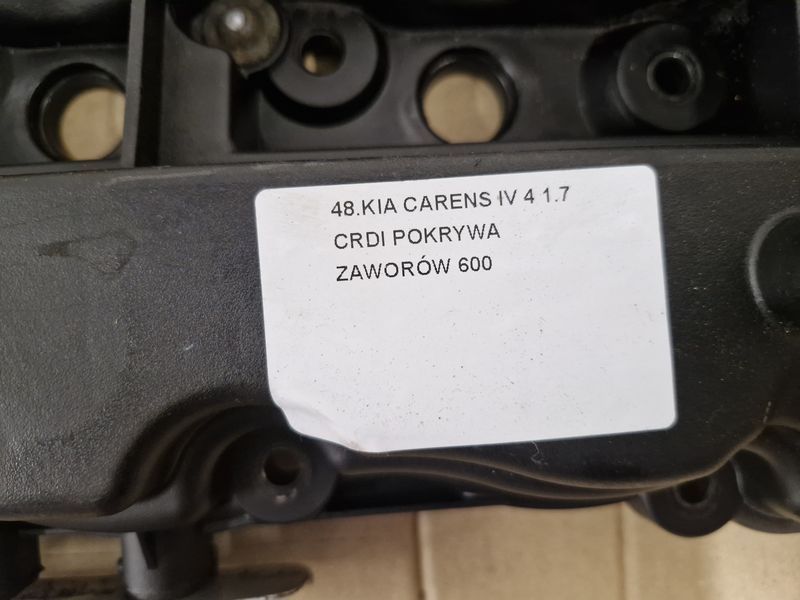 48.KIA CARENS IV 4 1.7
CRDI POKRYWA
ZAWORÓW 600